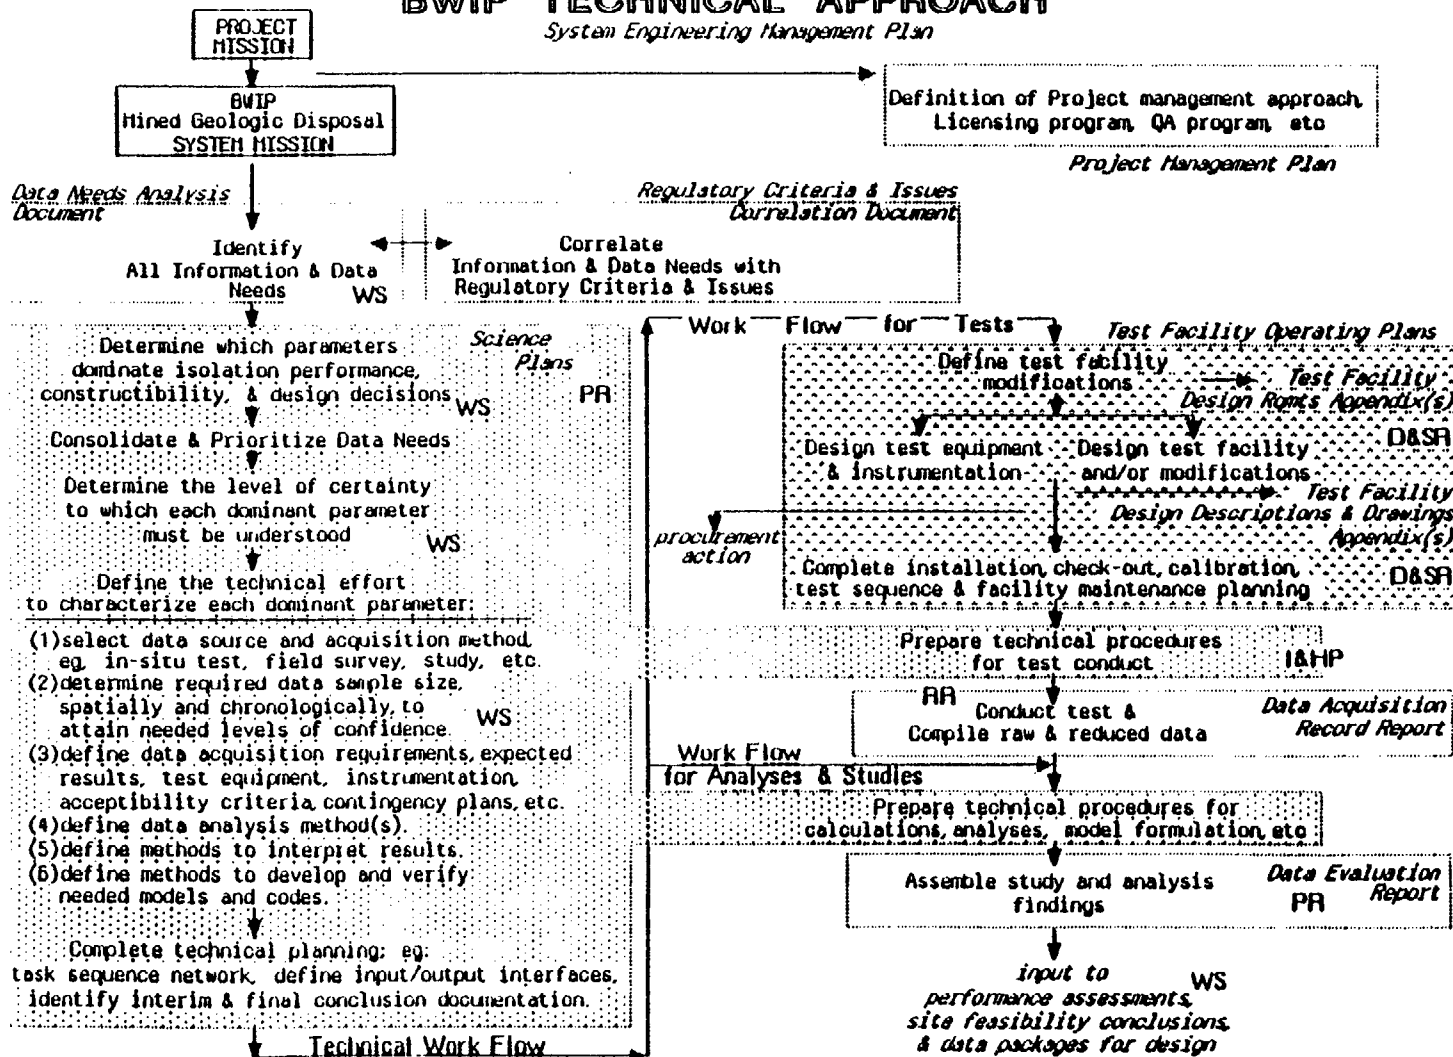 BWIP TECHNICAL APPROACH
System Engineering Management Plan
PROJECT
MISSION
BWIP
Mined Geologic Disposal
SYSTEM MISSION
Definition of Project management approach,
Licensing program, QA program, etc
Project Management Plan
Data Needs Analysis
Document
Identify
All Information & Data
Needs
WS
Regulatory Criteria & Issues
Correlation Document
Correlate
Information & Data Needs with
Regulatory Criteria & Issues
Science
Plans
PR
Determine which parameters
dominate isolation performance,
constructibility, & design decisions
WS
Consolidate & Prioritize Data Needs
Determine the level of certainty
to which each dominant parameter
must be understood
WS
Define the technical effort
to characterize each dominant parameter:
(1)select data source and acquisition method,
eg, in-situ test, field survey, study, etc.
(2)determine required data sample size,
spatially and chronologically, to
attain needed levels of confidence.
WS
(3)define data acquisition requirements, expected
results, test equipment, instrumentation,
acceptibility criteria, contingency plans, etc.
(4)define data analysis method(s).
(5)define methods to interpret results.
(6)define methods to develop and verify
needed models and codes.
Complete technical planning; eg:
task sequence network, define input/output interfaces,
identify interim & final conclusion documentation.
Technical Work Flow
Work Flow for Tests
Test Facility Operating Plans
Define test facility
modifications
Test Facility
Design Rqmts Appendix(s)
D&SR
Design test equipment
& instrumentation
Design test facility
and/or modifications
Test Facility
Design Descriptions & Drawings
Appendix(s)
procurement
action
Complete installation, check-out, calibration,
test sequence & facility maintenance planning
D&SR
Prepare technical procedures
for test conduct
I&HP
RR
Conduct test &
Compile raw & reduced data
Data Acquisition
Record Report
Work Flow
for Analyses & Studies
Prepare technical procedures for
calculations, analyses, model formulation, etc
Assemble study and analysis
findings
Data Evaluation
Report
PR
input to
performance assessments,
site feasibility conclusions,
& data packages for design
WS